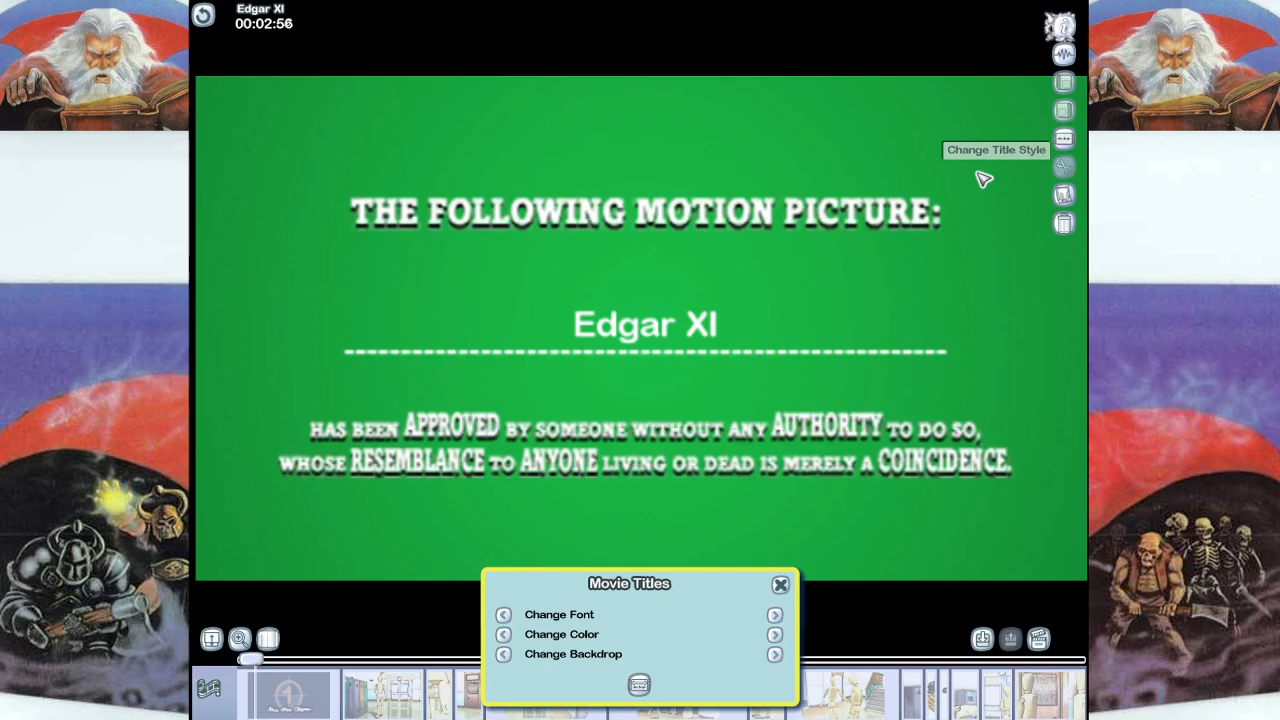 Edgar XI
00:02:56
Change Title Style
THE FOLLOWING MOTION PICTURE:
Edgar XI
HAS BEEN APPROVED BY SOMEONE WITHOUT ANY AUTHORITY TO DO SO,
WHOSE RESEMBLANCE TO ANYONE LIVING OR DEAD IS MERELY A COINCIDENCE.
Movie Titles
Change Font
Change Color
Change Backdrop